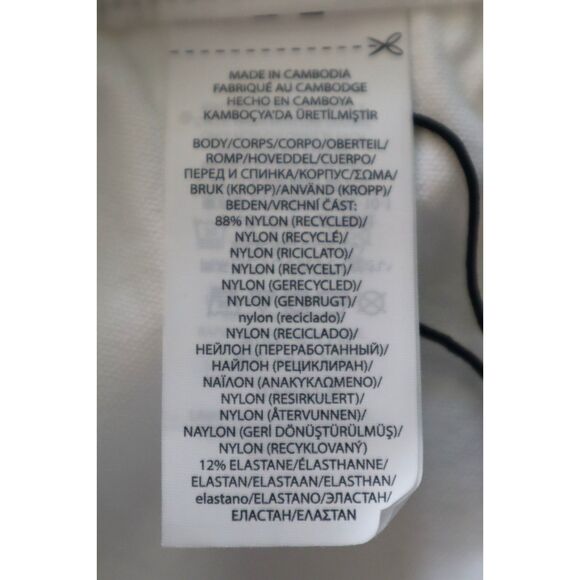 MADE IN CAMBODIA
FABRIQUÉ AU CAMBODGE
HECHO EN CAMBOYA
KAMBOÇYA'DA ÜRETİLMİŞTİR
BODY/CORPS/CORPO/OBERTEIL/
ROMP/HOVEDDEL/CUERPO/
ПЕРЕД И СПИНКА/КОРПУС/ΣΩΜΑ/
BRUK (KROPP)/ANVÄND (KROPP)/
BEDEN/VRCHNÍ ČÁST:
88% NYLON (RECYCLED)/
NYLON (RECYCLÉ)/
NYLON (RICICLATO)/
NYLON (RECYCELT)/
NYLON (GERECYCLED)/
NYLON (GENBRUGT)/
nylon (reciclado)/
NYLON (RECICLADO)/
НЕЙЛОН (ПЕРЕРАБОТАННЫЙ)/
НАЙЛОН (РЕЦИКЛИРАН)/
ΝΑΪΛΟΝ (ΑΝΑΚΥΚΛΩΜΕΝΟ)/
NYLON (RESIRKULERT)/
NYLON (ÅTERVUNNEN)/
NAYLON (GERİ DÖNÜŞTÜRÜLMÜŞ)/
NYLON (RECYKLOVANÝ)
12% ELASTANE/ÉLASTHANNE/
ELASTAN/ELASTAAN/ELASTHAN/
elastano/ELASTANO/ЭЛАСТАН/
ЕЛАСТАН/ΕΛΑΣΤΑΝ